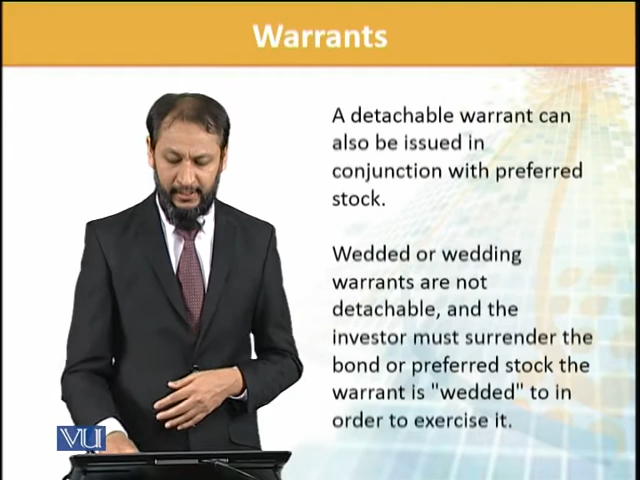 Warrants
A detachable warrant can
also be issued in
conjunction with preferred
stock.
Wedded or wedding
warrants are not
detachable, and the
investor must surrender the
bond or preferred stock the
warrant is "wedded" to in
order to exercise it.
VU